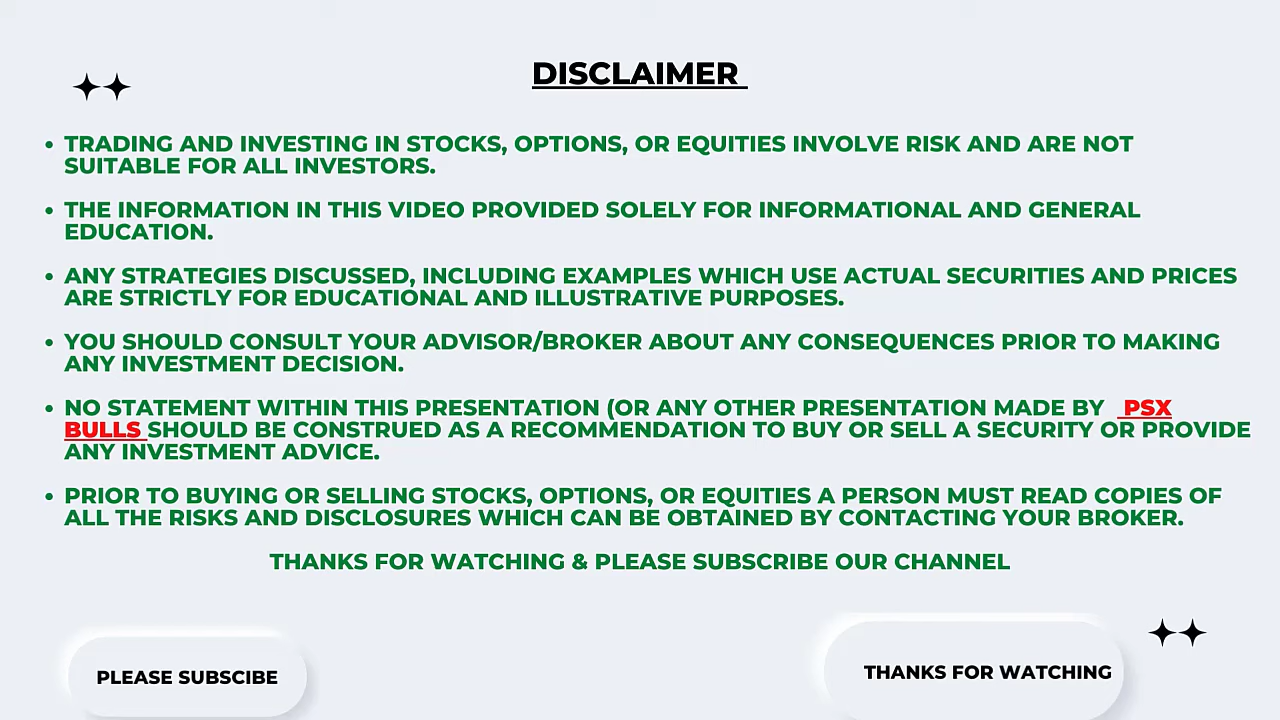 DISCLAIMER
• TRADING AND INVESTING IN STOCKS, OPTIONS, OR EQUITIES INVOLVE RISK AND ARE NOT
SUITABLE FOR ALL INVESTORS.
• THE INFORMATION IN THIS VIDEO PROVIDED SOLELY FOR INFORMATIONAL AND GENERAL
EDUCATION.
• ANY STRATEGIES DISCUSSED, INCLUDING EXAMPLES WHICH USE ACTUAL SECURITIES AND PRICES
ARE STRICTLY FOR EDUCATIONAL AND ILLUSTRATIVE PURPOSES.
• YOU SHOULD CONSULT YOUR ADVISOR/BROKER ABOUT ANY CONSEQUENCES PRIOR TO MAKING
ANY INVESTMENT DECISION.
• NO STATEMENT WITHIN THIS PRESENTATION (OR ANY OTHER PRESENTATION MADE BY PSX
BULLS SHOULD BE CONSTRUED AS A RECOMMENDATION TO BUY OR SELL A SECURITY OR PROVIDE
ANY INVESTMENT ADVICE.
• PRIOR TO BUYING OR SELLING STOCKS, OPTIONS, OR EQUITIES A PERSON MUST READ COPIES OF
ALL THE RISKS AND DISCLOSURES WHICH CAN BE OBTAINED BY CONTACTING YOUR BROKER.
THANKS FOR WATCHING & PLEASE SUBSCRIBE OUR CHANNEL
PLEASE SUBSCIBE
THANKS FOR WATCHING